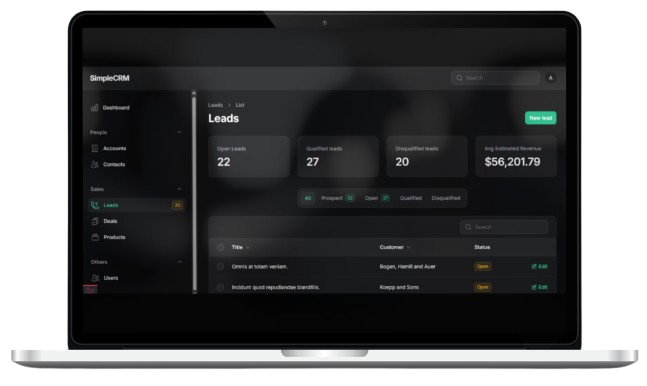 SimpleCRM
Search
A
Dashboard
People
Accounts
Contacts
Sales
Leads
Deals
Products
Others
Users
Leads > List
Leads
New lead
Open Leads
22
Qualified leads
27
Disqualified leads
20
Avg Estimated Revenue
$56,201.79
All Prospect Open Qualified Disqualified
Search
Title Customer Status
Omnis at totam veniam. Bogan, Hamill and Auer Open Edit
Incidunt quod repudiandae blanditiis. Koepp and Sons Open Edit